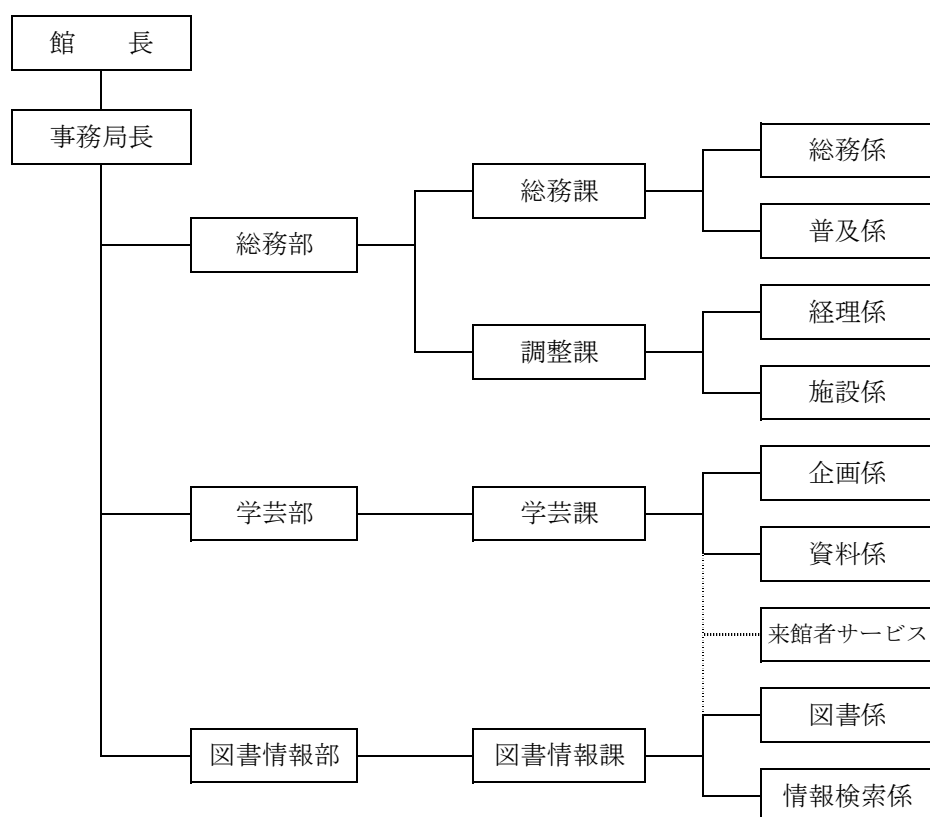 館　　長
事務局長
総務部
総務課
総務係
普及係
調整課
経理係
施設係
学芸部
学芸課
企画係
資料係
来館者サービス
図書情報部
図書情報課
図書係
情報検索係